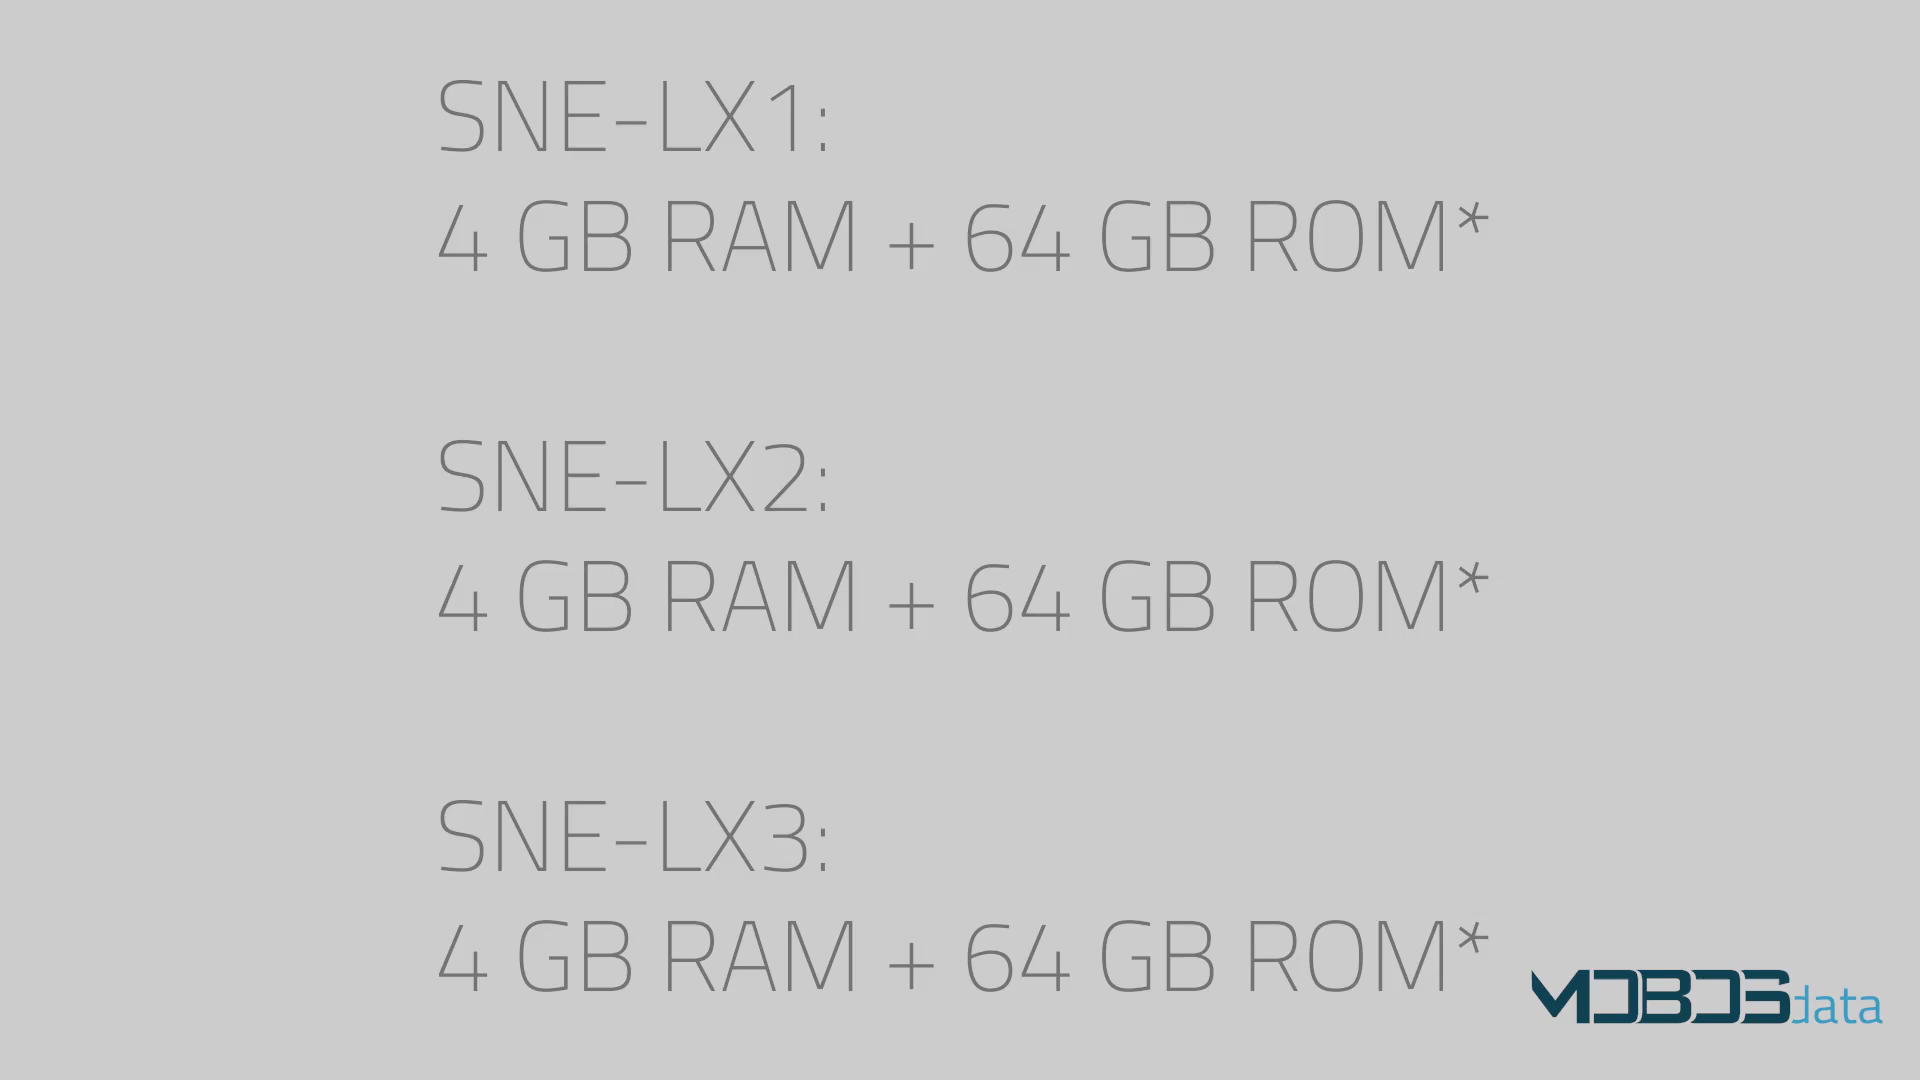 SNE-LX1:
4 GB RAM + 64 GB ROM*
SNE-LX2:
4 GB RAM + 64 GB ROM*
SNE-LX3:
4 GB RAM + 64 GB ROM*
MOBOSdata